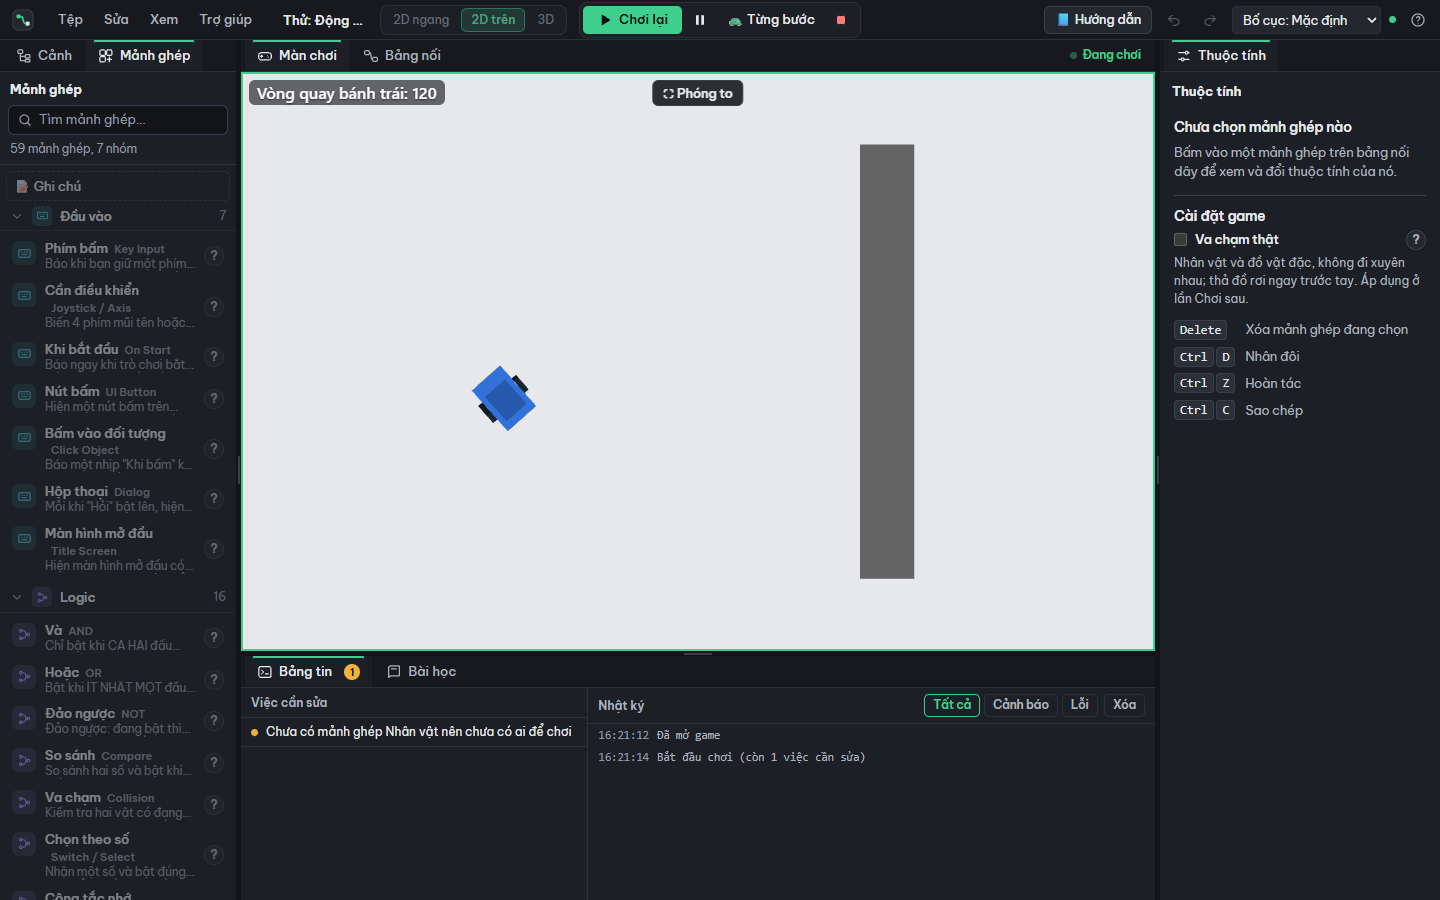 Tệp Sửa Xem Trợ giúp Thử: Động ... 2D ngang 2D trên 3D Chơi lại Từng bước Hướng dẫn Bố cục: Mặc định
Cảnh Mảnh ghép
Mảnh ghép
Tìm mảnh ghép...
59 mảnh ghép, 7 nhóm
Ghi chú
Đầu vào 7
Phím bấm Key Input
Báo khi bạn giữ một phím...
Cần điều khiển
Joystick / Axis
Biến 4 phím mũi tên hoặc...
Khi bắt đầu On Start
Báo ngay khi trò chơi bắt...
Nút bấm UI Button
Hiện một nút bấm trên...
Bấm vào đối tượng
Click Object
Báo một nhịp "Khi bấm" k...
Hộp thoại Dialog
Mỗi khi "Hỏi" bật lên, hiện...
Màn hình mở đầu
Title Screen
Hiện màn hình mở đầu có...
Logic 16
Và AND
Chỉ bật khi CẢ HAI đầu...
Hoặc OR
Bật khi ÍT NHẤT MỘT đầu...
Đảo ngược NOT
Đảo ngược: đang bật thì...
So sánh Compare
So sánh hai số và bật khi...
Va chạm Collision
Kiểm tra hai vật có đang...
Chọn theo số
Switch / Select
Nhận một số và bật đúng...
Công tắc nhớ
Màn chơi Bảng nối Đang chơi
Vòng quay bánh trái: 120
Phóng to
Bảng tin 1 Bài học
Việc cần sửa
Chưa có mảnh ghép Nhân vật nên chưa có ai để chơi
Nhật ký Tất cả Cảnh báo Lỗi Xóa
16:21:12 Đã mở game
16:21:14 Bắt đầu chơi (còn 1 việc cần sửa)
Thuộc tính
Thuộc tính
Chưa chọn mảnh ghép nào
Bấm vào một mảnh ghép trên bảng nối
dây để xem và đổi thuộc tính của nó.
Cài đặt game
Va chạm thật ?
Nhân vật và đồ vật đặc, không đi xuyên
nhau; thả đồ rơi ngay trước tay. Áp dụng ở
lần Chơi sau.
Delete Xóa mảnh ghép đang chọn
Ctrl D Nhân đôi
Ctrl Z Hoàn tác
Ctrl C Sao chép